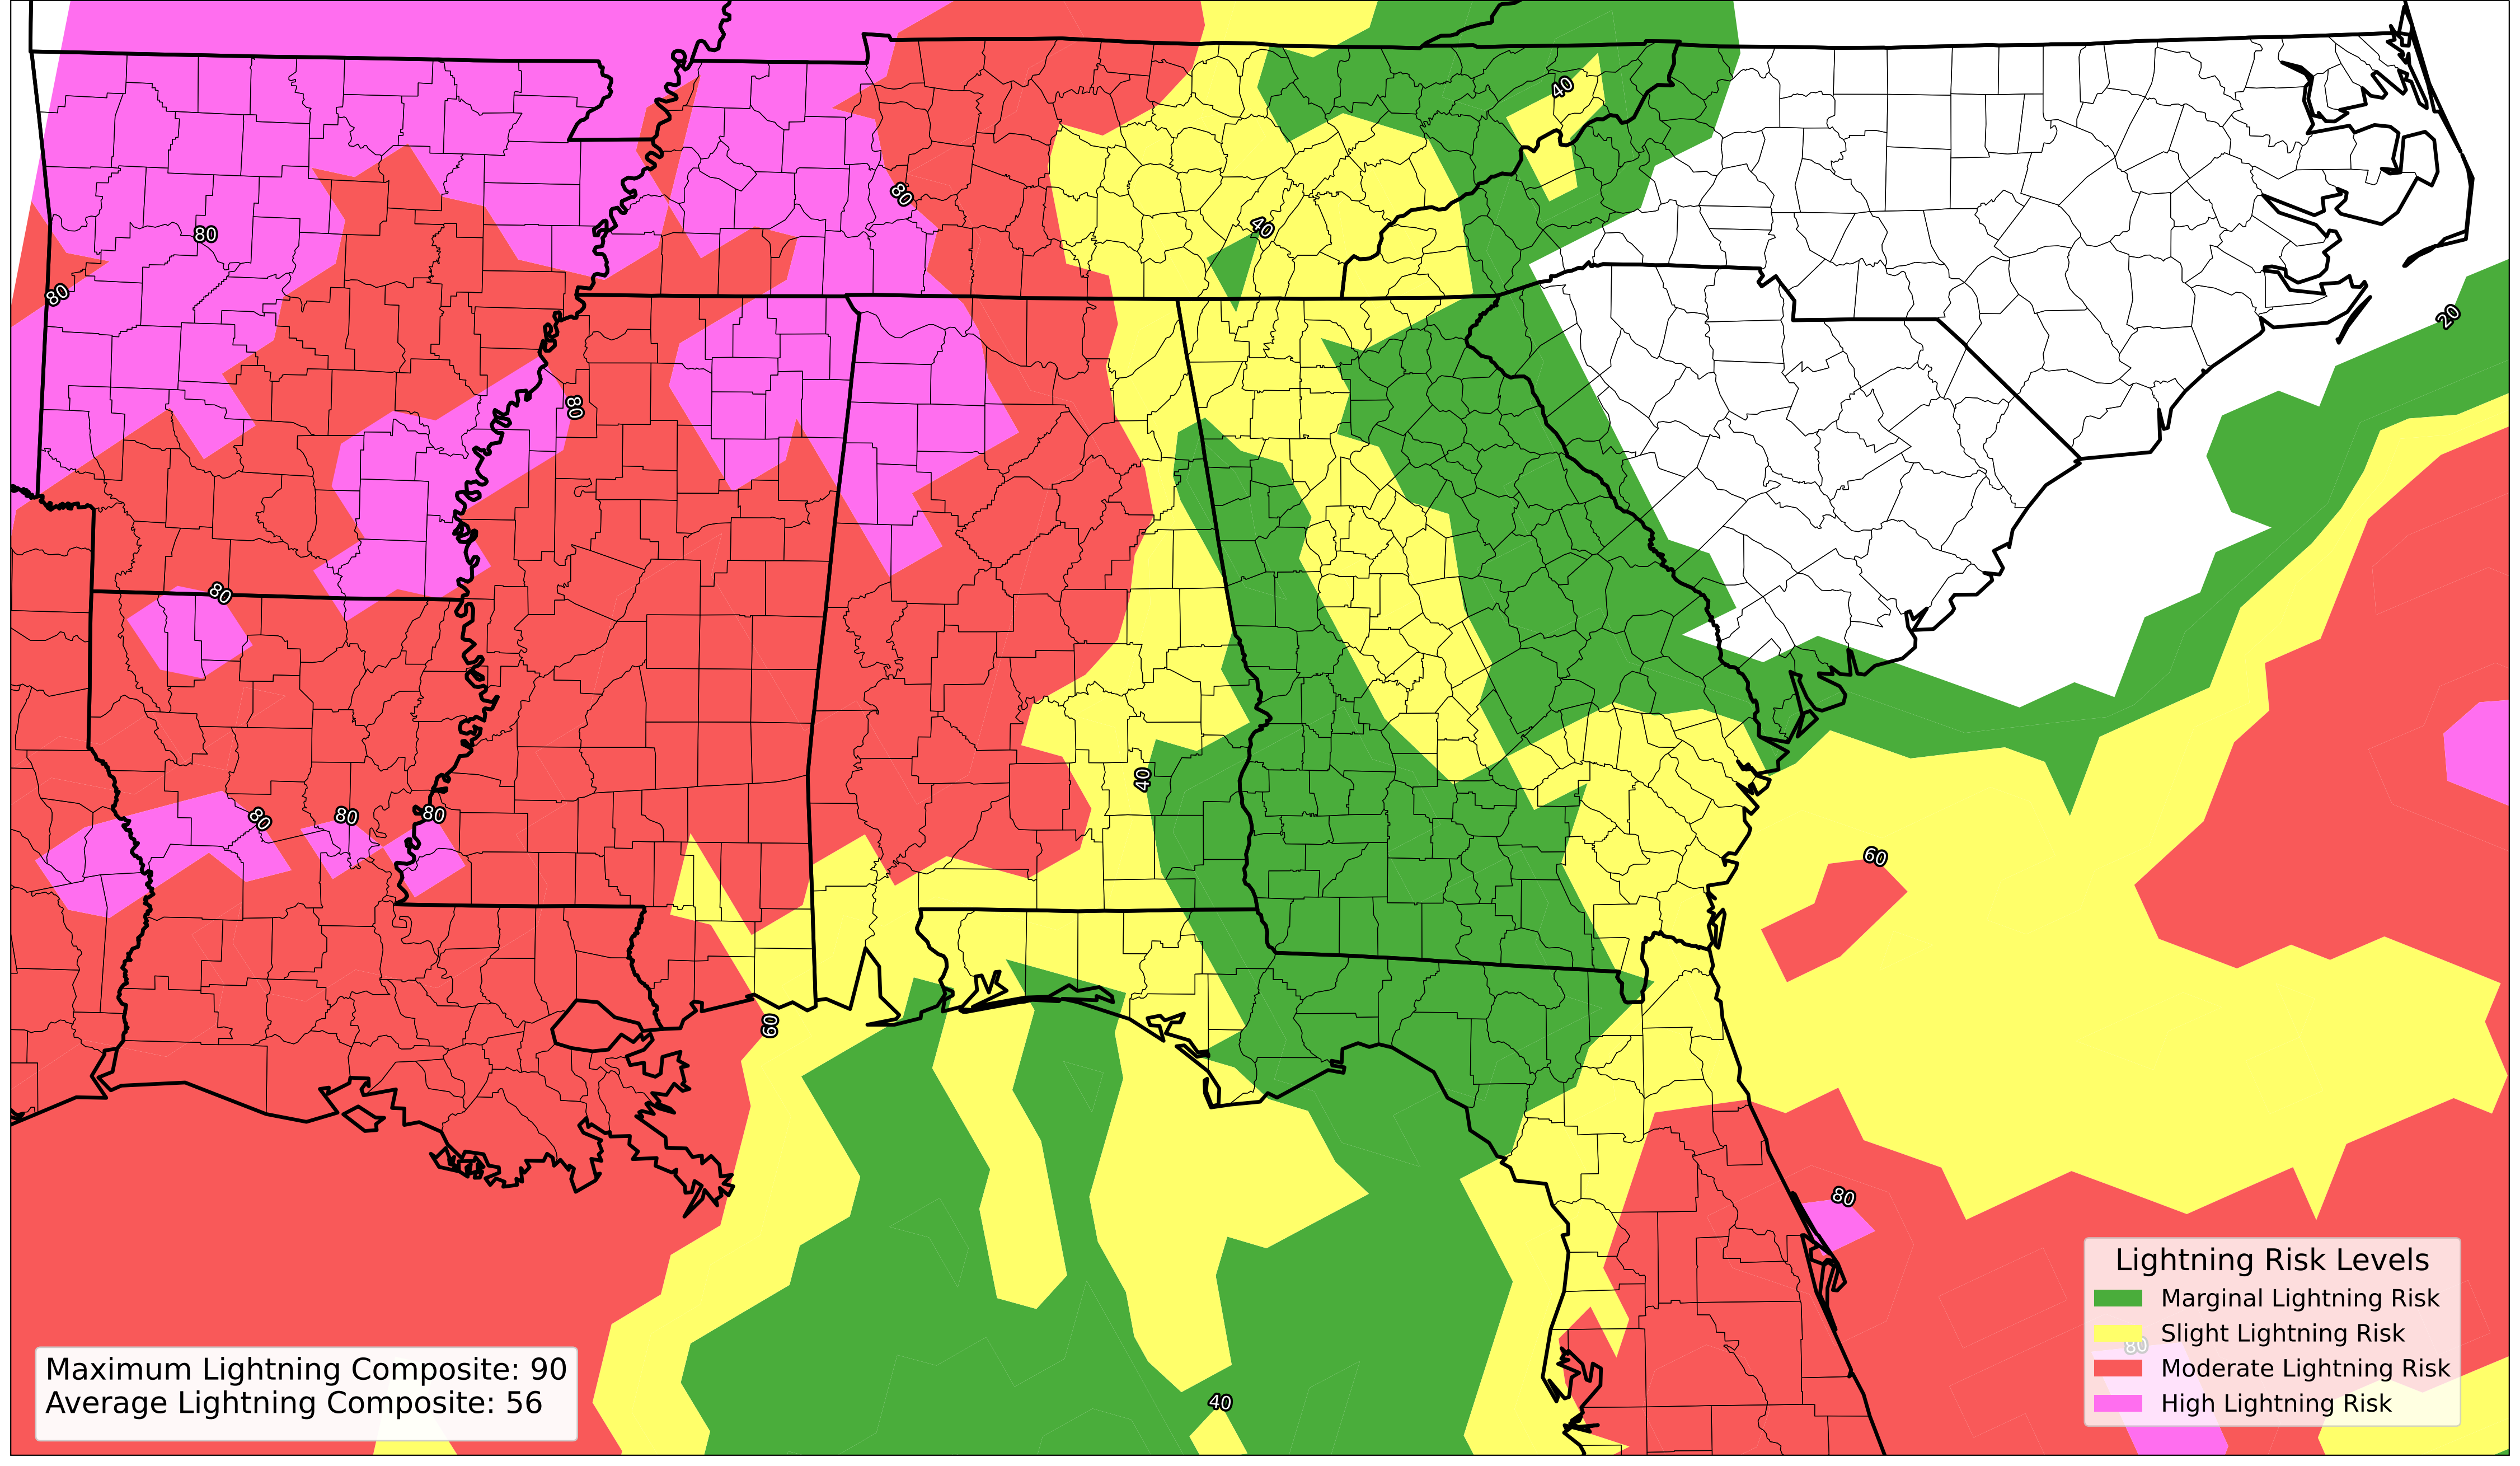 40
80
40
80
80
20
80
80
40
80
80
80
60
60
80
Lightning Risk Levels
Marginal Lightning Risk
Slight Lightning Risk
80
Moderate Lightning Risk
High Lightning Risk
Maximum Lightning Composite: 90
Average Lightning Composite: 56
40